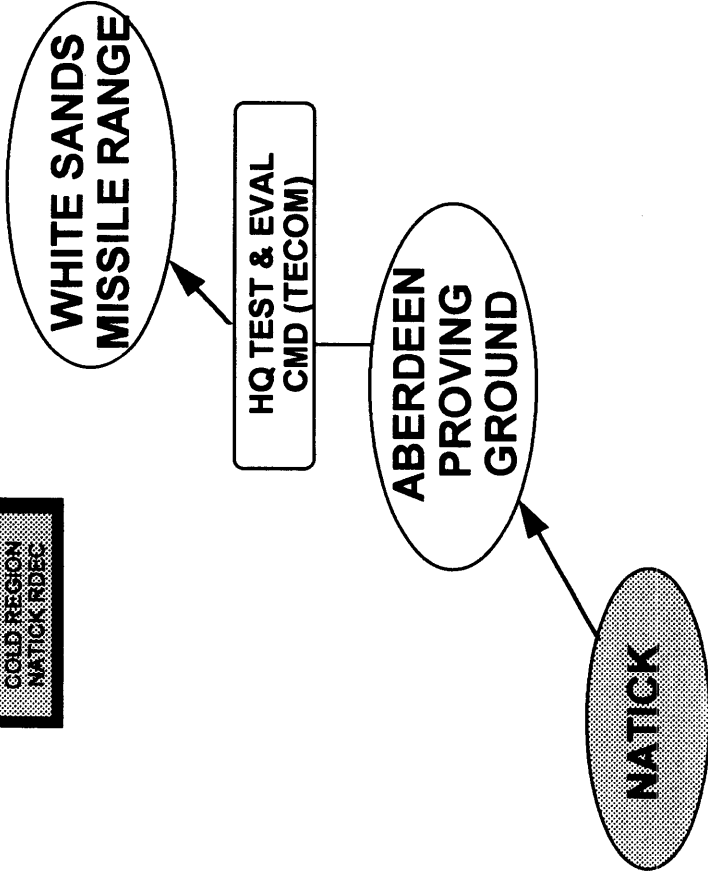 COLD REGION
NATICK RDEC
WHITE SANDS
MISSILE RANGE
HQ TEST & EVAL
CMD (TECOM)
ABERDEEN
PROVING
GROUND
NATICK